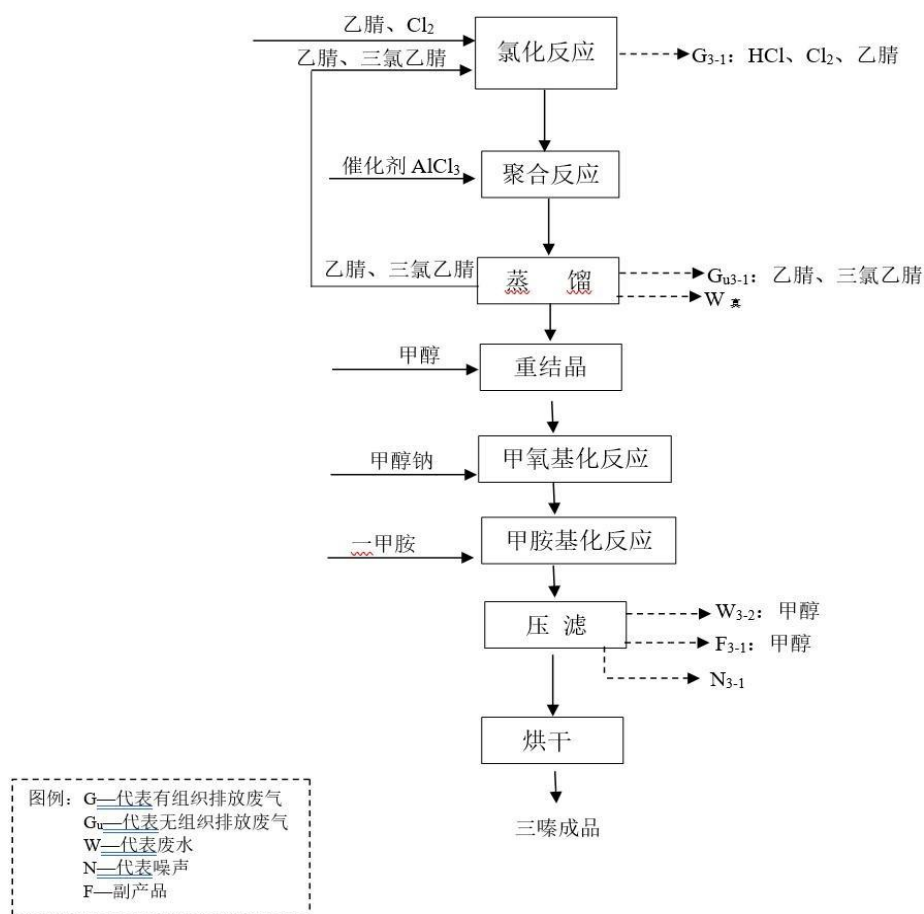 乙腈、Cl₂
乙腈、三氯乙腈
氯化反应
G₃₋₁：HCl、Cl₂、乙腈
催化剂 AlCl₃
聚合反应
乙腈、三氯乙腈
蒸 馏
Gᵤ₃₋₁：乙腈、三氯乙腈
W 真
甲醇
重结晶
甲醇钠
甲氧基化反应
一甲胺
甲胺基化反应
压 滤
W₃₋₂：甲醇
F₃₋₁：甲醇
N₃₋₁
烘干
三嗪成品
图例：G—代表有组织排放废气
Gᵤ—代表无组织排放废气
W—代表废水
N—代表噪声
F—副产品